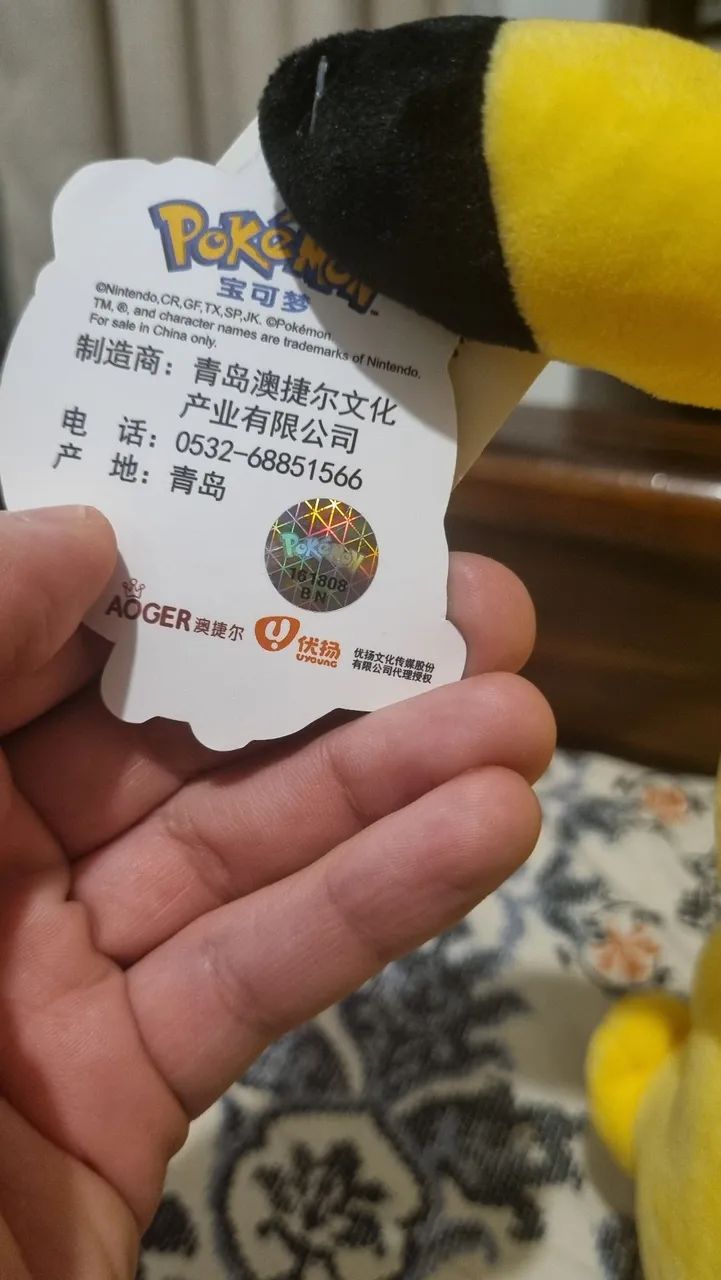 POKéMON
宝可梦
©Nintendo,CR,GF,TX,SP,JK. ©Pokémon.
TM, ®, and character names are trademarks of Nintendo.
For sale in China only.
制造商：青岛澳捷尔文化
产业有限公司
电 话：0532-68851566
产 地：青岛
POKéMON
161808
BN
AOGER 澳捷尔
优扬
UYOUNG
优扬文化传媒股份
有限公司代理授权